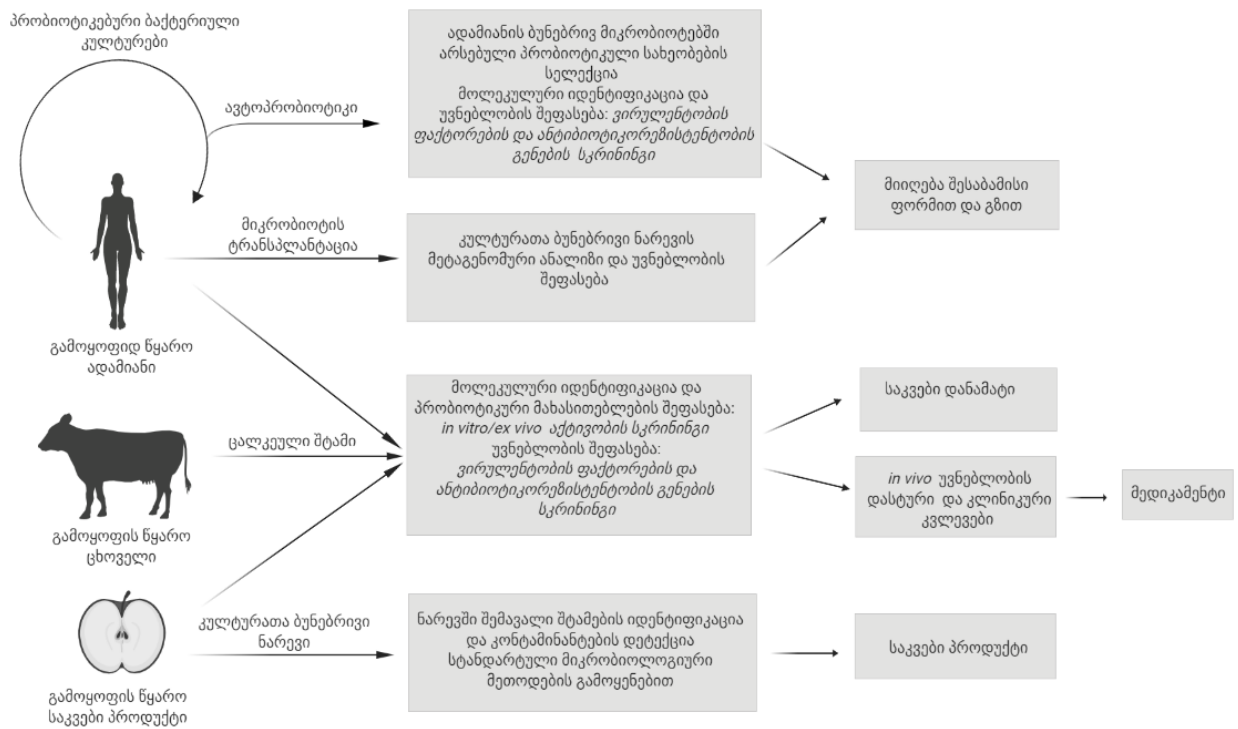 პრობიოტიკებური ბაქტერიული
კულტურები
ავტოპრობიოტიკი
ადამიანის ბუნებრივ მიკრობიოტებში
არსებული პრობიოტიკული სახეობების
სელექცია
მოლეკულური იდენტიფიკაცია და
უვნებლობის შეფასება: ვირულენტობის
ფაქტორების და ანტიბიოტიკორეზისტენტობის
გენების სკრინინგი
მიიღება შესაბამისი
ფორმით და გზით
მიკრობიოტის
ტრანსპლანტაცია
კულტურათა ბუნებრივი ნარევის
მეტაგენომური ანალიზი და უვნებლობის
შეფასება
გამოყოფიდ წყარო
ადამიანი
ცალკეული შტამი
მოლეკულური იდენტიფიკაცია და
პრობიოტიკური მახასითებლების შეფასება:
in vitro/ex vivo აქტივობის სკრინინგი
უვნებლობის შეფასება:
ვირულენტობის ფაქტორების და
ანტიბიოტიკორეზისტენტობის გენების
სკრინინგი
საკვები დანამატი
in vivo უვნებლობის
დასტური და კლინიკური
კვლევები
მედიკამენტი
გამოყოფის წყარო
ცხოველი
კულტურათა ბუნებრივი
ნარევი
ნარევში შემავალი შტამების იდენტიფიკაცია
და კონტამინანტების დეტექცია
სტანდარტული მიკრობიოლოგიური
მეთოდების გამოყენებით
საკვები პროდუქტი
გამოყოფის წყარო
საკვები პროდუქტი